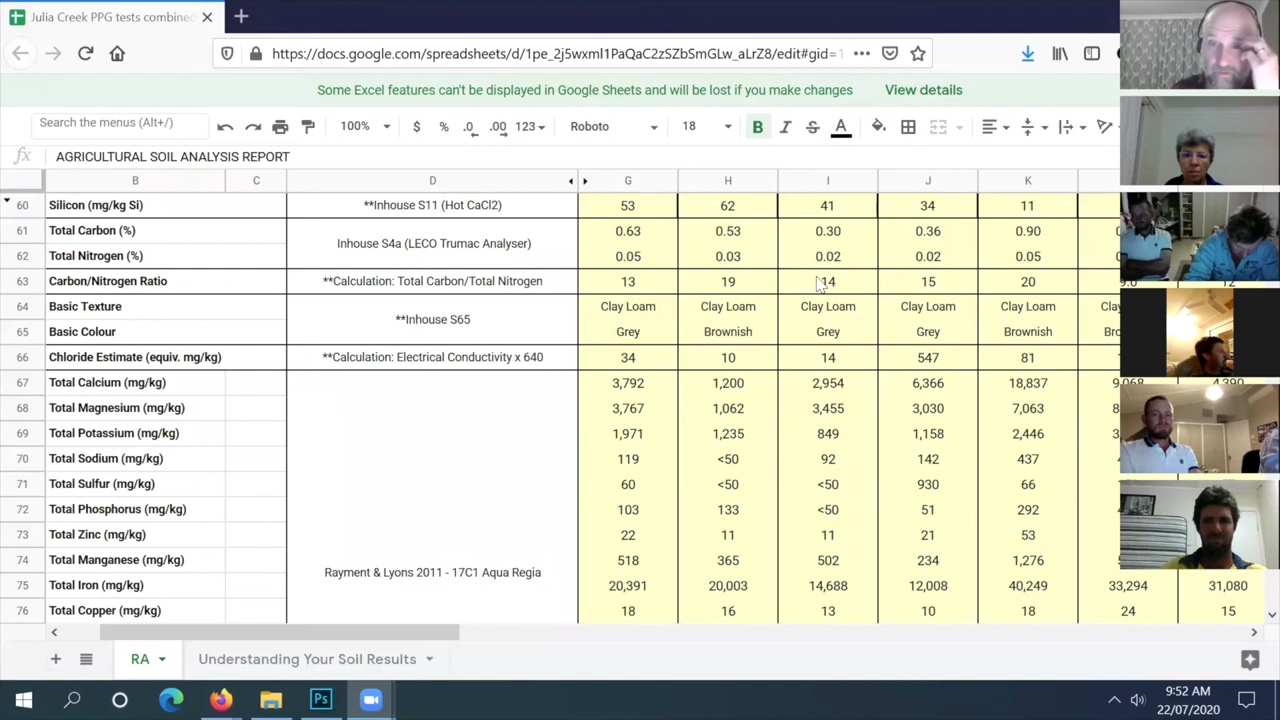 Julia Creek PPG tests combined
https://docs.google.com/spreadsheets/d/1pe_2j5wxml1PaQaC2zSZbSmGLw_aLrZ8/edit#gid=1
Some Excel features can't be displayed in Google Sheets and will be lost if you make changes View details
Search the menus (Alt+/) 100% $ % .0 .00 123 Roboto 18 B I S A
fx AGRICULTURAL SOIL ANALYSIS REPORT
B C D G H I J K
60 Silicon (mg/kg Si) **Inhouse S11 (Hot CaCl2) 53 62 41 34 11
61 Total Carbon (%) 0.63 0.53 0.30 0.36 0.90
Inhouse S4a (LECO Trumac Analyser)
62 Total Nitrogen (%) 0.05 0.03 0.02 0.02 0.05
63 Carbon/Nitrogen Ratio **Calculation: Total Carbon/Total Nitrogen 13 19 14 15 20 9.0 12
Basic Texture Clay Loam Clay Loam Clay Loam Clay Loam Clay Loam
64
**Inhouse S65
65 Basic Colour Grey Brownish Grey Grey Brownish
66 Chloride Estimate (equiv. mg/kg) **Calculation: Electrical Conductivity x 640 34 10 14 547 81
67 Total Calcium (mg/kg) 3,792 1,200 2,954 6,366 18,837 9,068 4,390
68 Total Magnesium (mg/kg) 3,767 1,062 3,455 3,030 7,063
69 Total Potassium (mg/kg) 1,971 1,235 849 1,158 2,446
70 Total Sodium (mg/kg) 119 <50 92 142 437
71 Total Sulfur (mg/kg) 60 <50 <50 930 66
72 Total Phosphorus (mg/kg) 103 133 <50 51 292
73 Total Zinc (mg/kg) 22 11 11 21 53
74 Total Manganese (mg/kg) 518 365 502 234 1,276
Rayment & Lyons 2011 - 17C1 Aqua Regia
75 Total Iron (mg/kg) 20,391 20,003 14,688 12,008 40,249 33,294 31,080
76 Total Copper (mg/kg) 18 16 13 10 18 24 15
RA Understanding Your Soil Results
Ps
9:52 AM
22/07/2020